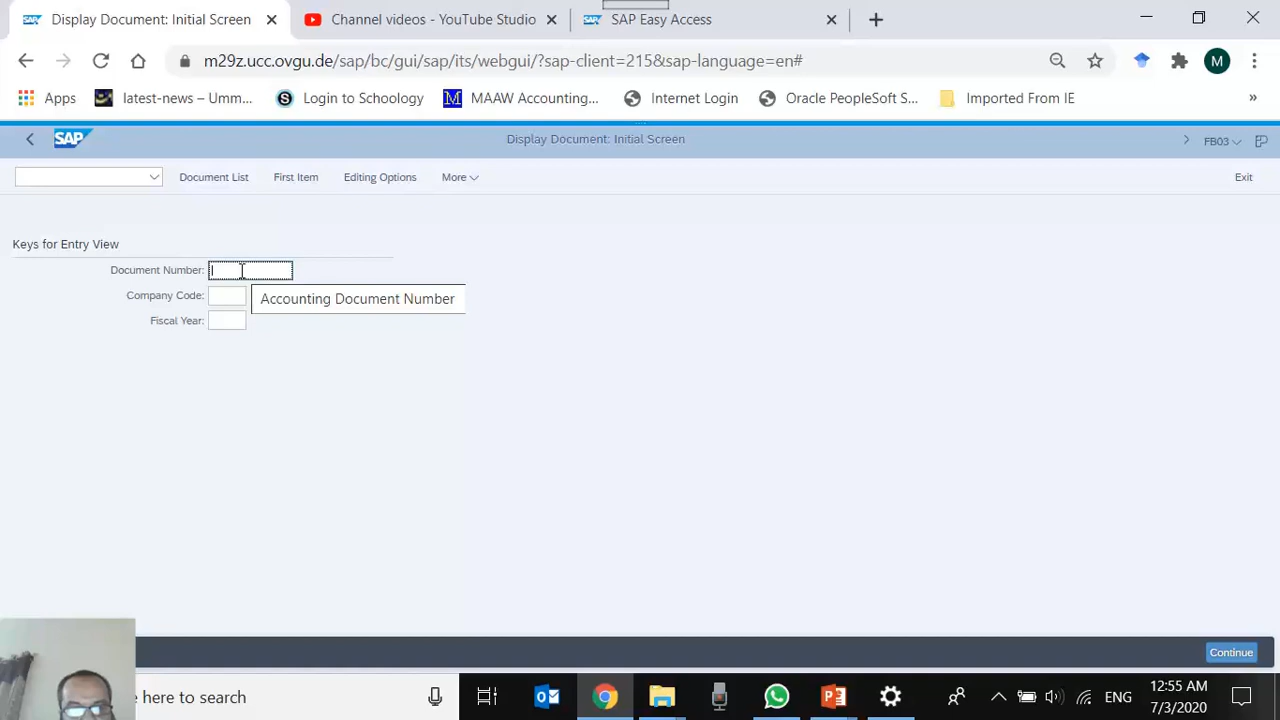 Display Document: Initial Screen
Channel videos - YouTube Studio
SAP Easy Access
m29z.ucc.ovgu.de/sap/bc/gui/sap/its/webgui/?sap-client=215&sap-language=en#
M
Apps
latest-news – Umm...
Login to Schoology
MAAW Accounting...
Internet Login
Oracle PeopleSoft S...
Imported From IE
»
SAP
Display Document: Initial Screen
FB03
Document List
First Item
Editing Options
More
Exit
Keys for Entry View
Document Number:
Company Code:
Accounting Document Number
Fiscal Year:
Continue
here to search
ENG
12:55 AM
7/3/2020